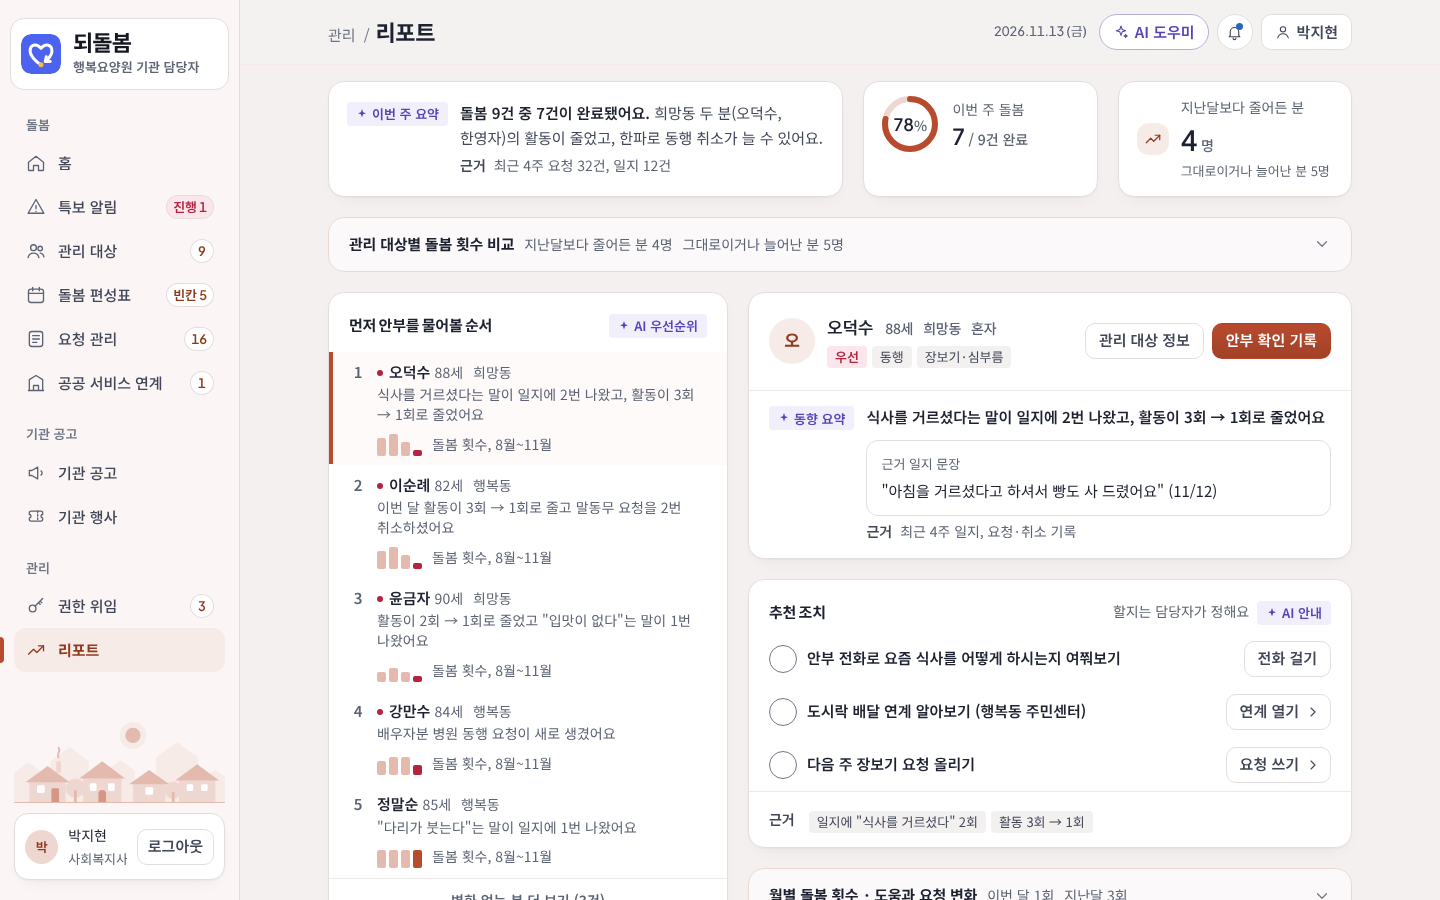 되돌봄
행복요양원 기관 담당자
돌봄
홈
특보 알림 진행 1
관리 대상 9
돌봄 편성표 빈칸 5
요청 관리 16
공공 서비스 연계 1
기관 공고
기관 공고
기관 행사
관리
권한 위임 3
리포트
박
박지현
사회복지사
로그아웃
관리 / 리포트
2026.11.13(금)
AI 도우미
박지현
이번 주 요약
돌봄 9건 중 7건이 완료됐어요. 희망동 두 분(오덕수,
한영자)의 활동이 줄었고, 한파로 동행 취소가 늘 수 있어요.
근거 최근 4주 요청 32건, 일지 12건
78%
이번 주 돌봄
7 / 9건 완료
지난달보다 줄어든 분
4 명
그대로이거나 늘어난 분 5명
관리 대상별 돌봄 횟수 비교 지난달보다 줄어든 분 4명 그대로이거나 늘어난 분 5명
먼저 안부를 물어볼 순서
AI 우선순위
1 오덕수 88세 희망동
식사를 거르셨다는 말이 일지에 2번 나왔고, 활동이 3회
→ 1회로 줄었어요
돌봄 횟수, 8월~11월
2 이순례 82세 행복동
이번 달 활동이 3회 → 1회로 줄고 말동무 요청을 2번
취소하셨어요
돌봄 횟수, 8월~11월
3 윤금자 90세 희망동
활동이 2회 → 1회로 줄었고 "입맛이 없다"는 말이 1번
나왔어요
돌봄 횟수, 8월~11월
4 강만수 84세 행복동
배우자분 병원 동행 요청이 새로 생겼어요
돌봄 횟수, 8월~11월
5 정말순 85세 행복동
"다리가 붓는다"는 말이 일지에 1번 나왔어요
돌봄 횟수, 8월~11월
변화 없는 분 더 보기 (3건)
오
오덕수 88세 희망동 혼자
우선 동행 장보기·심부름
관리 대상 정보
안부 확인 기록
동향 요약
식사를 거르셨다는 말이 일지에 2번 나왔고, 활동이 3회 → 1회로 줄었어요
근거 일지 문장
"아침을 거르셨다고 하셔서 빵도 사 드렸어요" (11/12)
근거 최근 4주 일지, 요청·취소 기록
추천 조치
할지는 담당자가 정해요
AI 안내
안부 전화로 요즘 식사를 어떻게 하시는지 여쭤보기
전화 걸기
도시락 배달 연계 알아보기 (행복동 주민센터)
연계 열기
다음 주 장보기 요청 올리기
요청 쓰기
근거 일지에 "식사를 거르셨다" 2회 활동 3회 → 1회
월별 돌봄 횟수 · 도움과 요청 변화 이번 달 1회 지난달 3회